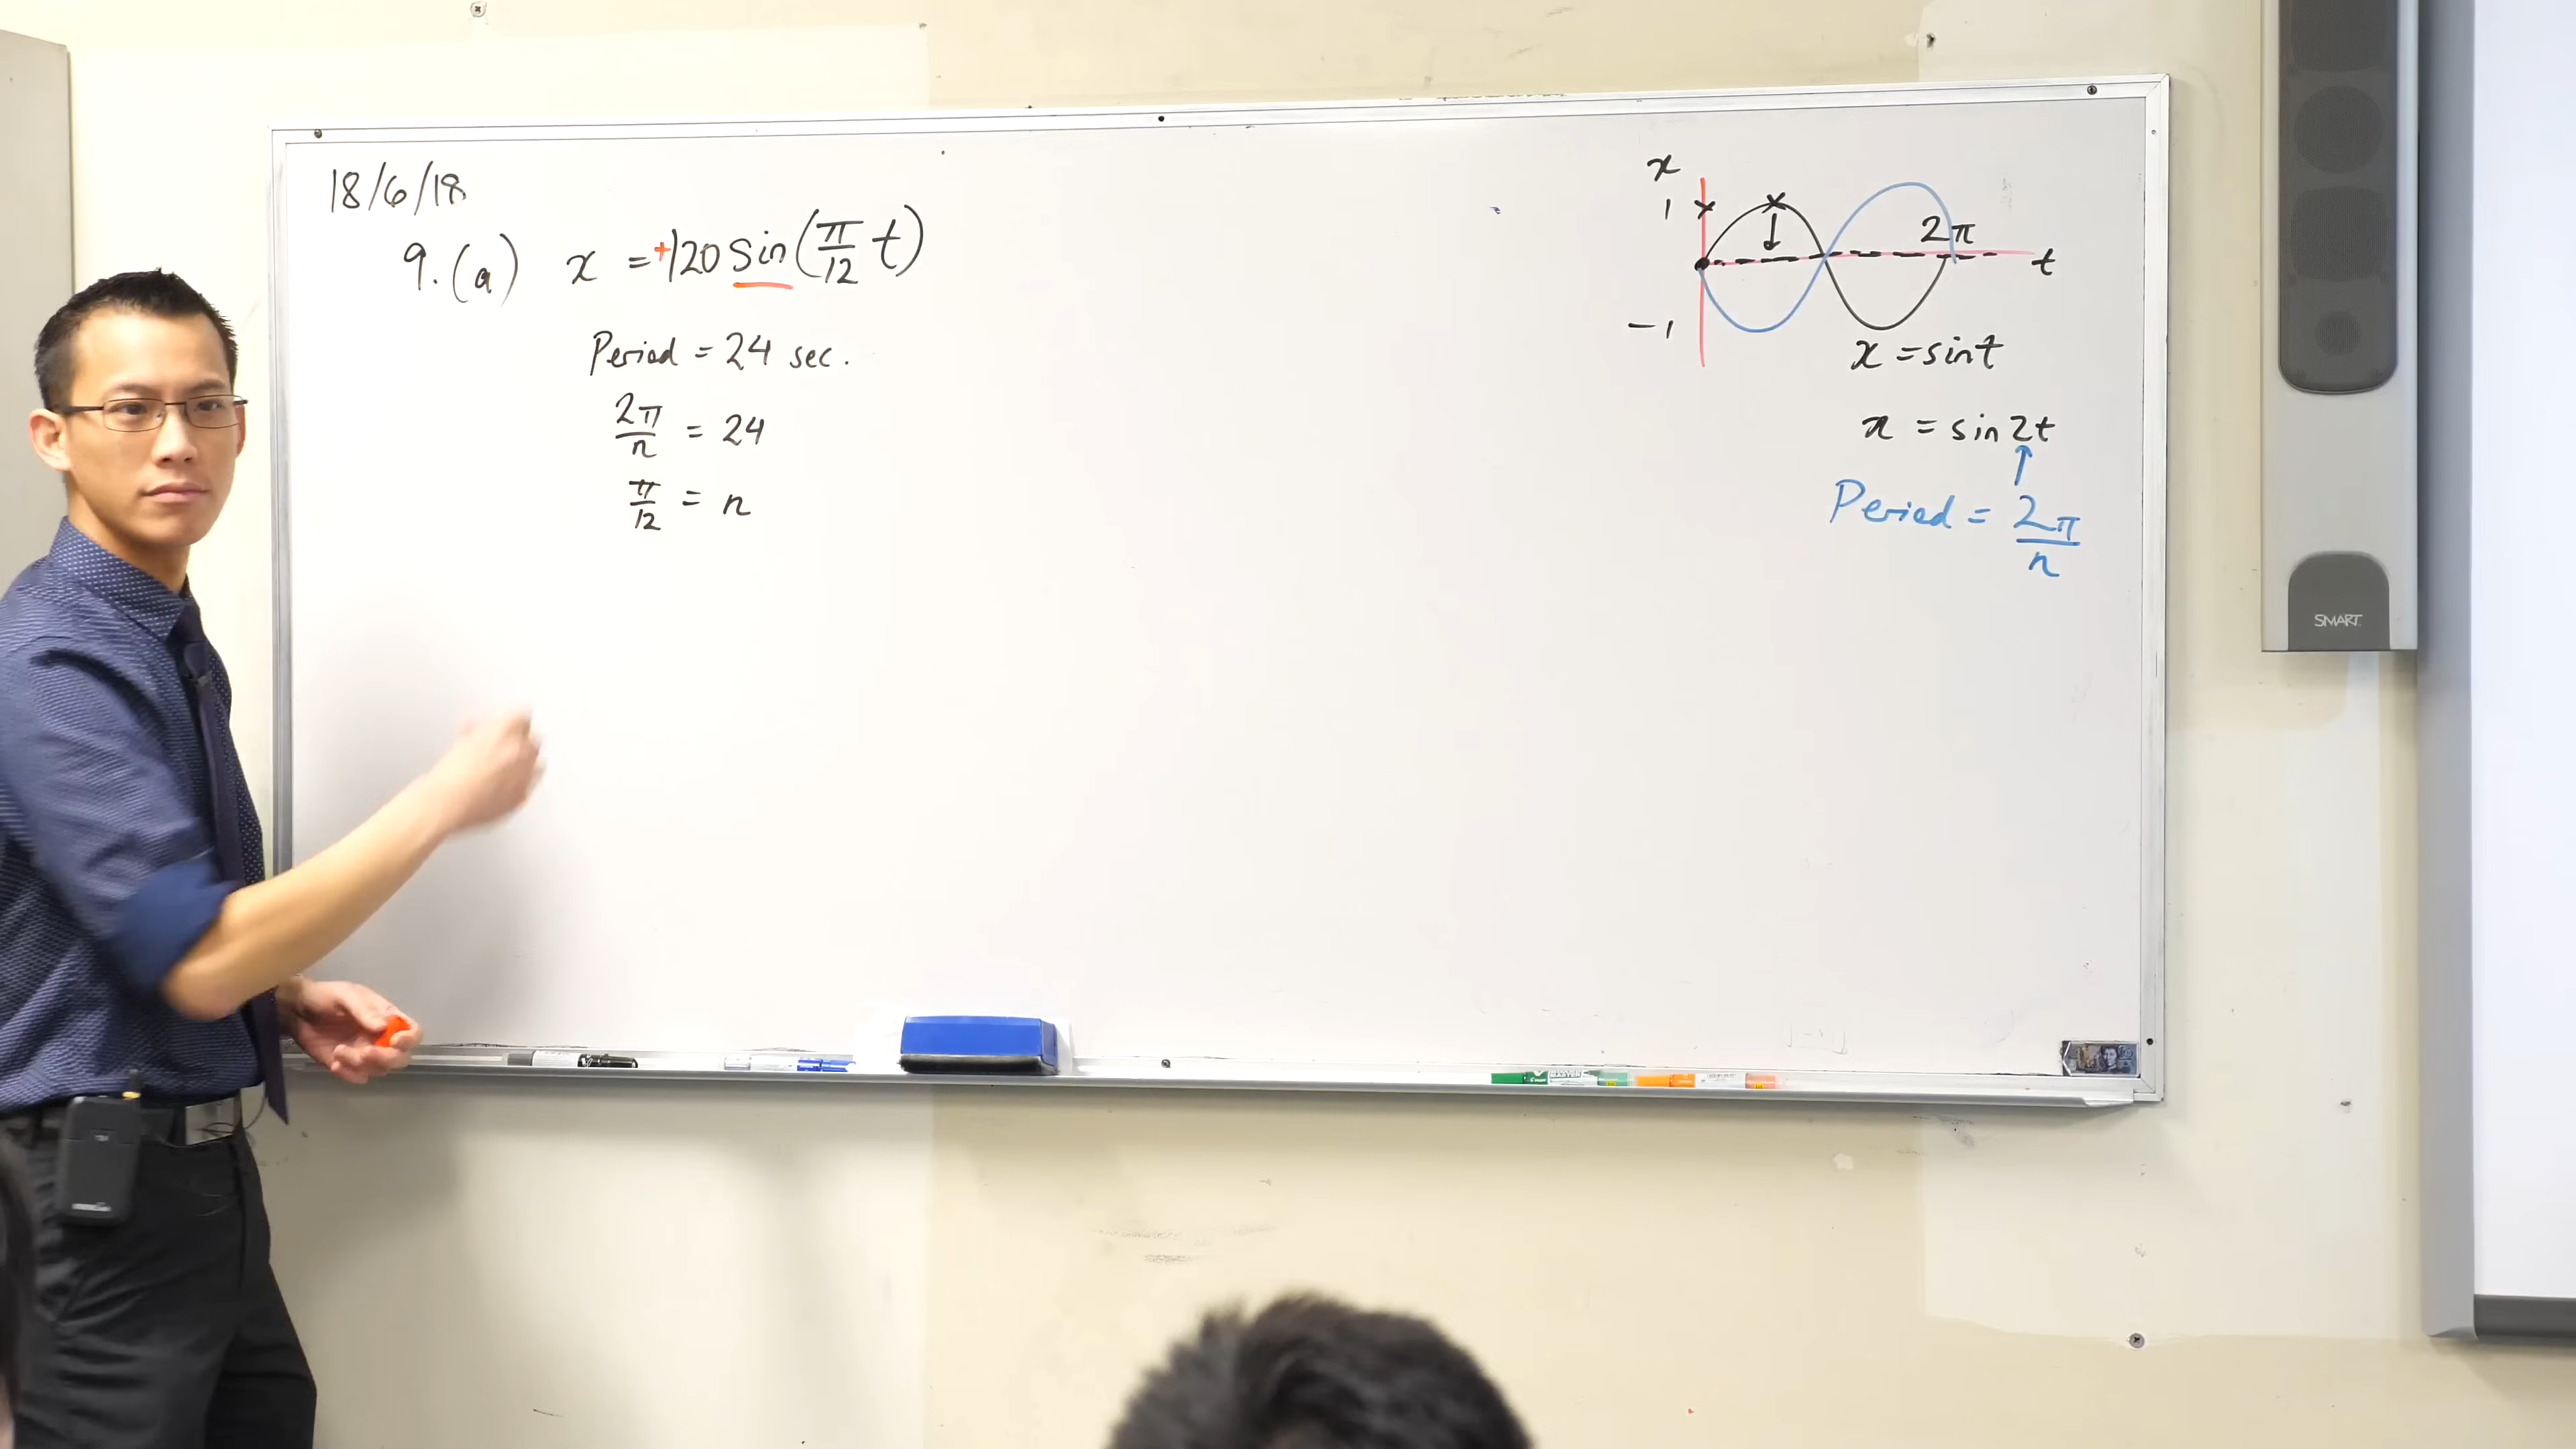 18/6/18
9. (a) x = +120 sin(π/12 t)
Period = 24 sec.
2π/n = 24
π/12 = n
x
1
-1
2π
t
x = sin t
x = sin 2t
↑
Period = 2π/n
SMART